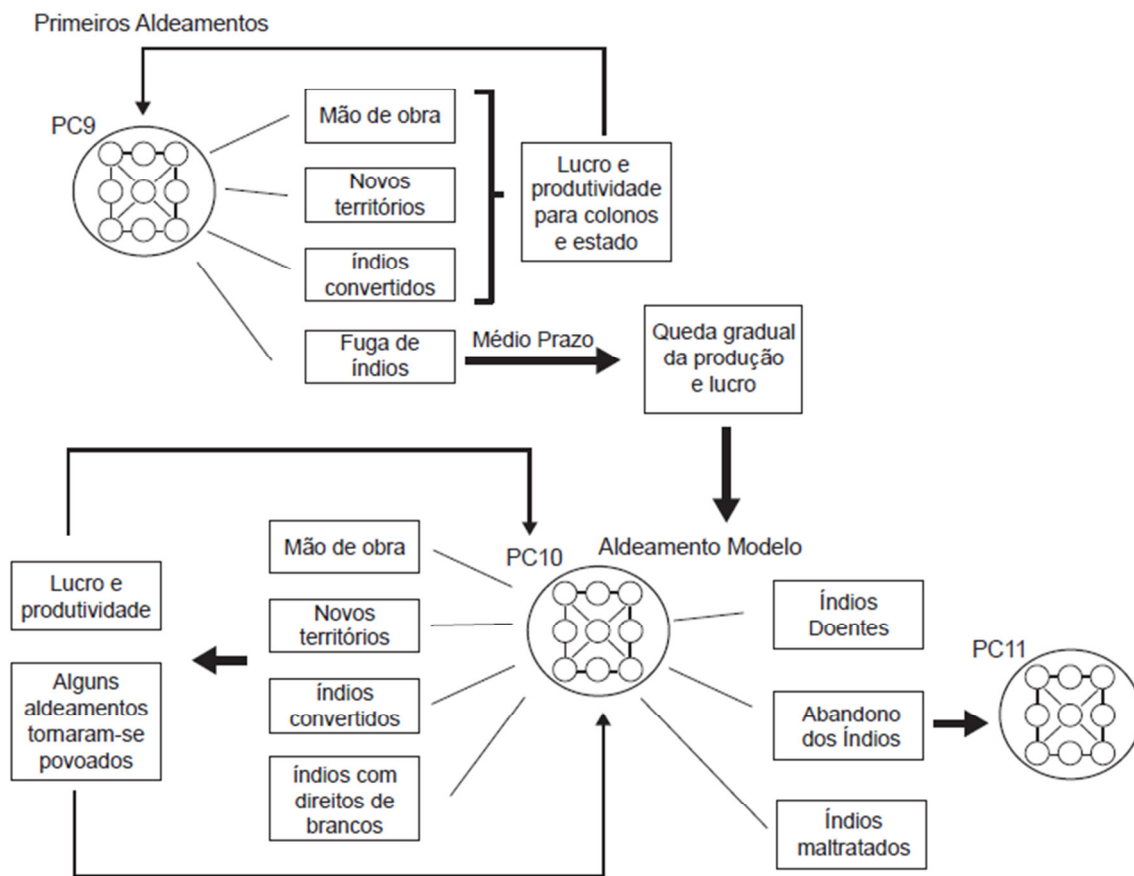 Primeiros Aldeamentos
PC9
Mão de obra
Novos
territórios
índios
convertidos
Fuga de
índios
Lucro e
produtividade
para colonos
e estado
Médio Prazo
Queda gradual
da produção
e lucro
Lucro e
produtividade
Alguns
aldeamentos
tornaram-se
povoados
Mão de obra
Novos
territórios
índios
convertidos
índios com
direitos de
brancos
PC10
Aldeamento Modelo
Índios
Doentes
Abandono
dos Índios
Índios
maltratados
PC11